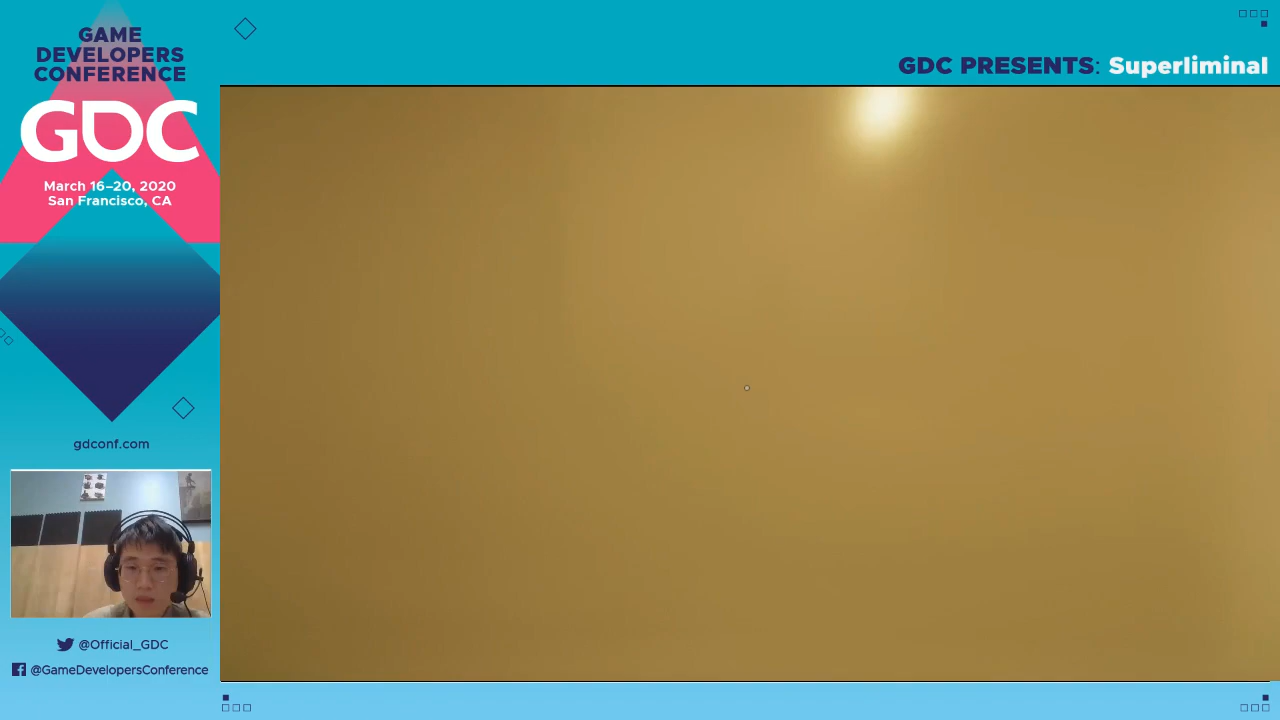 GAME
DEVELOPERS
CONFERENCE
GDC
March 16–20, 2020
San Francisco, CA
gdconf.com
@Official_GDC
@GameDevelopersConference
GDC PRESENTS: Superliminal